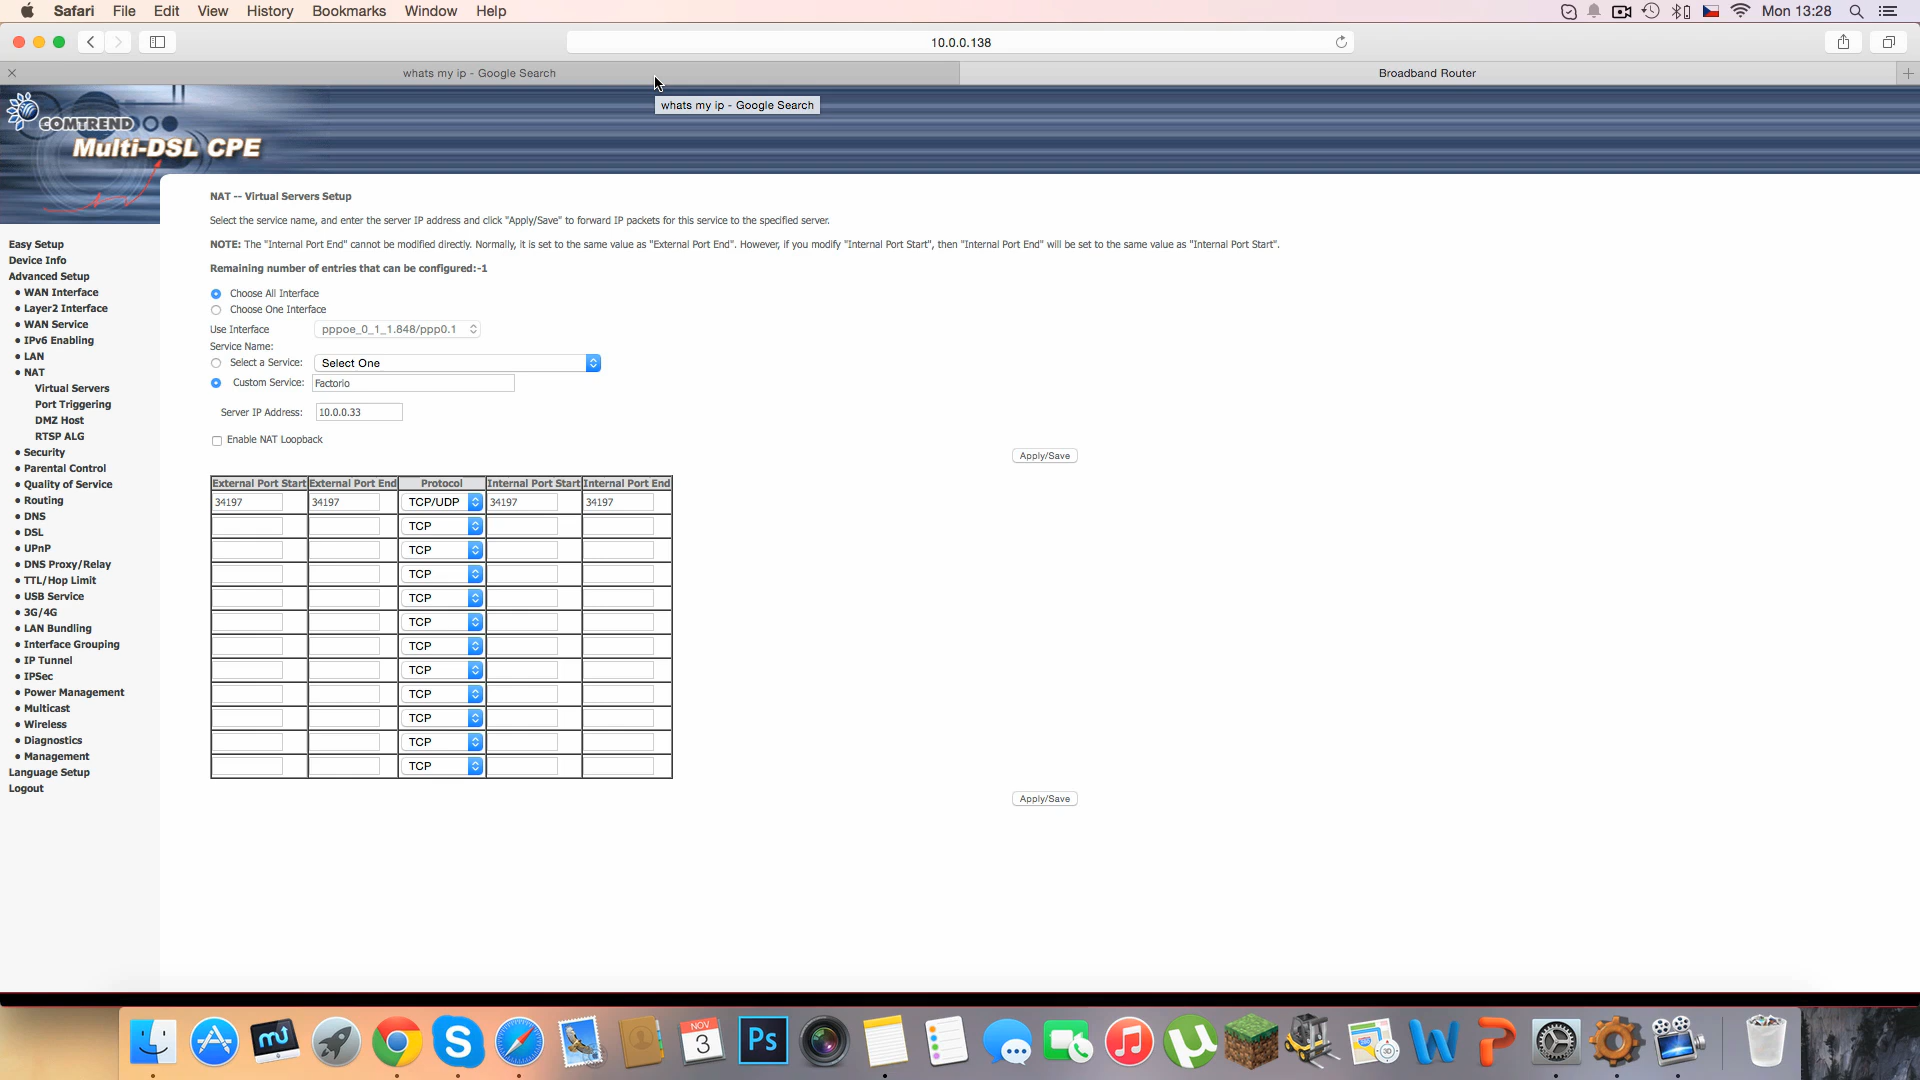 Safari File Edit View History Bookmarks Window Help Mon 13:28
10.0.0.138
whats my ip - Google Search Broadband Router
whats my ip - Google Search
COMTREND
Multi-DSL CPE
Easy Setup
Device Info
Advanced Setup
WAN Interface
Layer2 Interface
WAN Service
IPv6 Enabling
LAN
NAT
Virtual Servers
Port Triggering
DMZ Host
RTSP ALG
Security
Parental Control
Quality of Service
Routing
DNS
DSL
UPnP
DNS Proxy/Relay
TTL/Hop Limit
USB Service
3G/4G
LAN Bundling
Interface Grouping
IP Tunnel
IPSec
Power Management
Multicast
Wireless
Diagnostics
Management
Language Setup
Logout
NAT -- Virtual Servers Setup
Select the service name, and enter the server IP address and click "Apply/Save" to forward IP packets for this service to the specified server.
NOTE: The "Internal Port End" cannot be modified directly. Normally, it is set to the same value as "External Port End". However, if you modify "Internal Port Start", then "Internal Port End" will be set to the same value as "Internal Port Start".
Remaining number of entries that can be configured:-1
Choose All Interface
Choose One Interface
Use Interface pppoe_0_1_1.848/ppp0.1
Service Name:
Select a Service: Select One
Custom Service: Factorio
Server IP Address: 10.0.0.33
Enable NAT Loopback
Apply/Save
External Port Start External Port End Protocol Internal Port Start Internal Port End
34197 34197 TCP/UDP 34197 34197
TCP
TCP
TCP
TCP
TCP
TCP
TCP
TCP
TCP
TCP
TCP
Apply/Save
NOV
3
Ps
3D